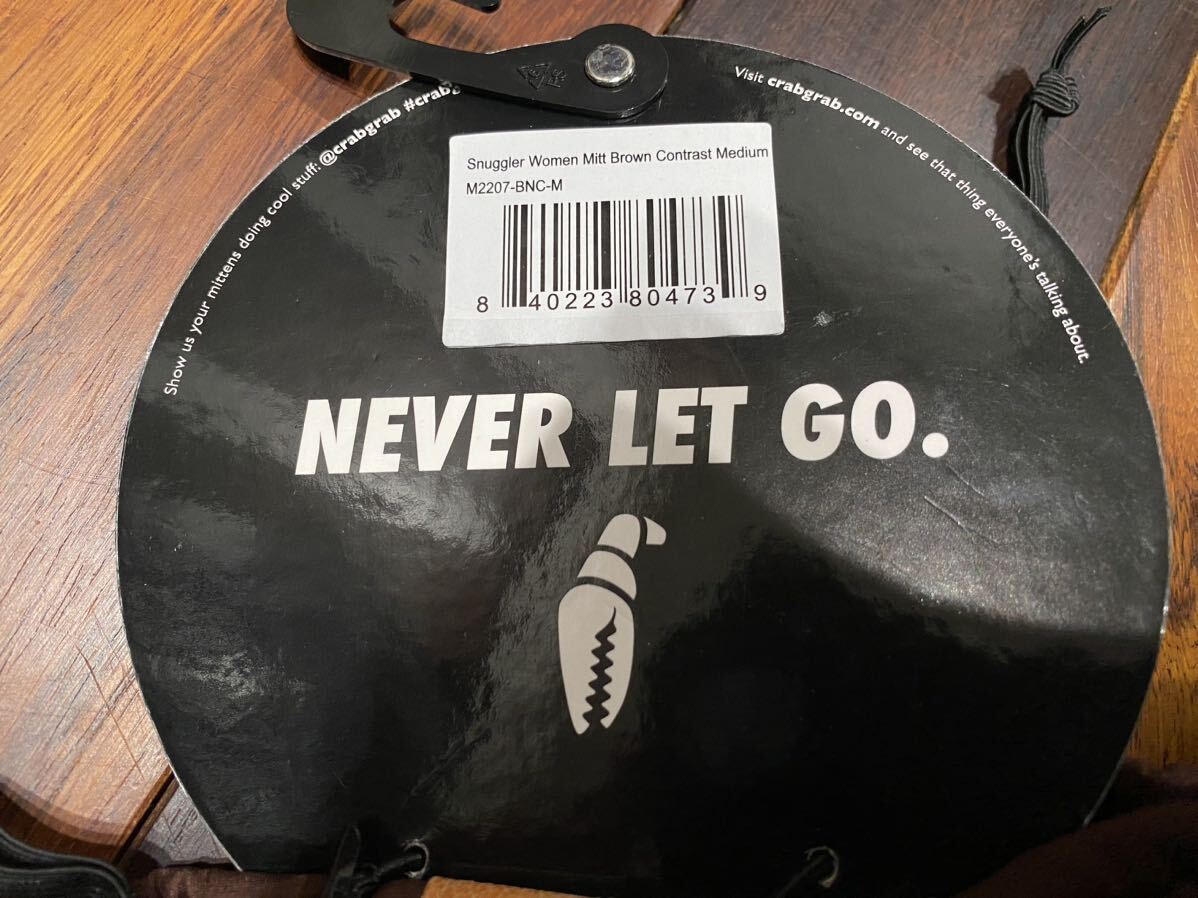 Show us your mittens doing cool stuff: @crabgrab
Visit crabgrab.com and see that thing everyone's talking about.
Snuggler Women Mitt Brown Contrast Medium
M2207-BNC-M
8 40223 80473 9
NEVER LET GO.